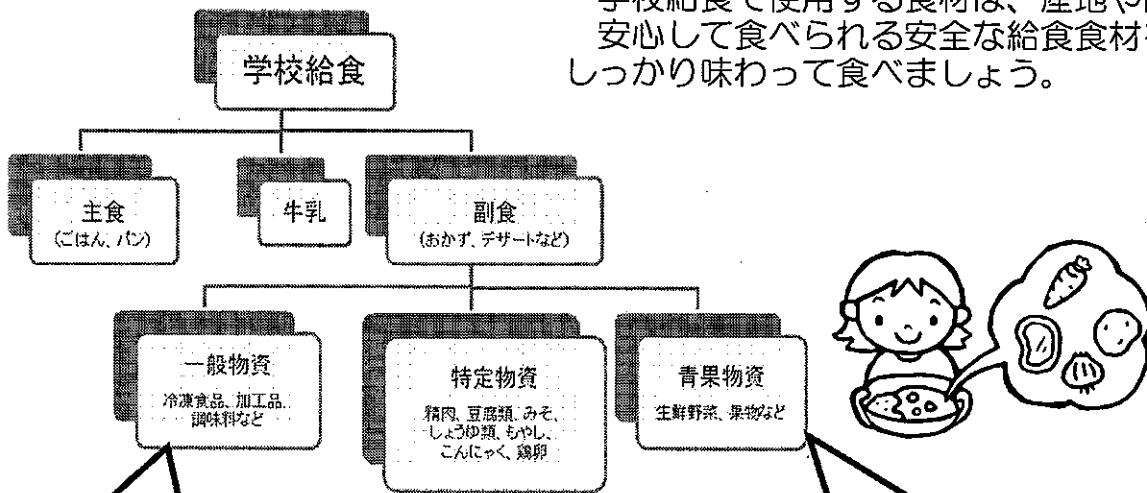 学校給食で使用する食材は、産地や
安心して食べられる安全な給食食材
しっかり味わって食べましょう。
学校給食
主食
(ごはん、パン)
牛乳
副食
(おかず、デザートなど)
一般物資
冷凍食品、加工品、
調味料など
特定物資
精肉、豆腐類、みそ、
しょうゆ類、もやし、
こんにゃく、鶏卵
青果物資
生鮮野菜、果物など